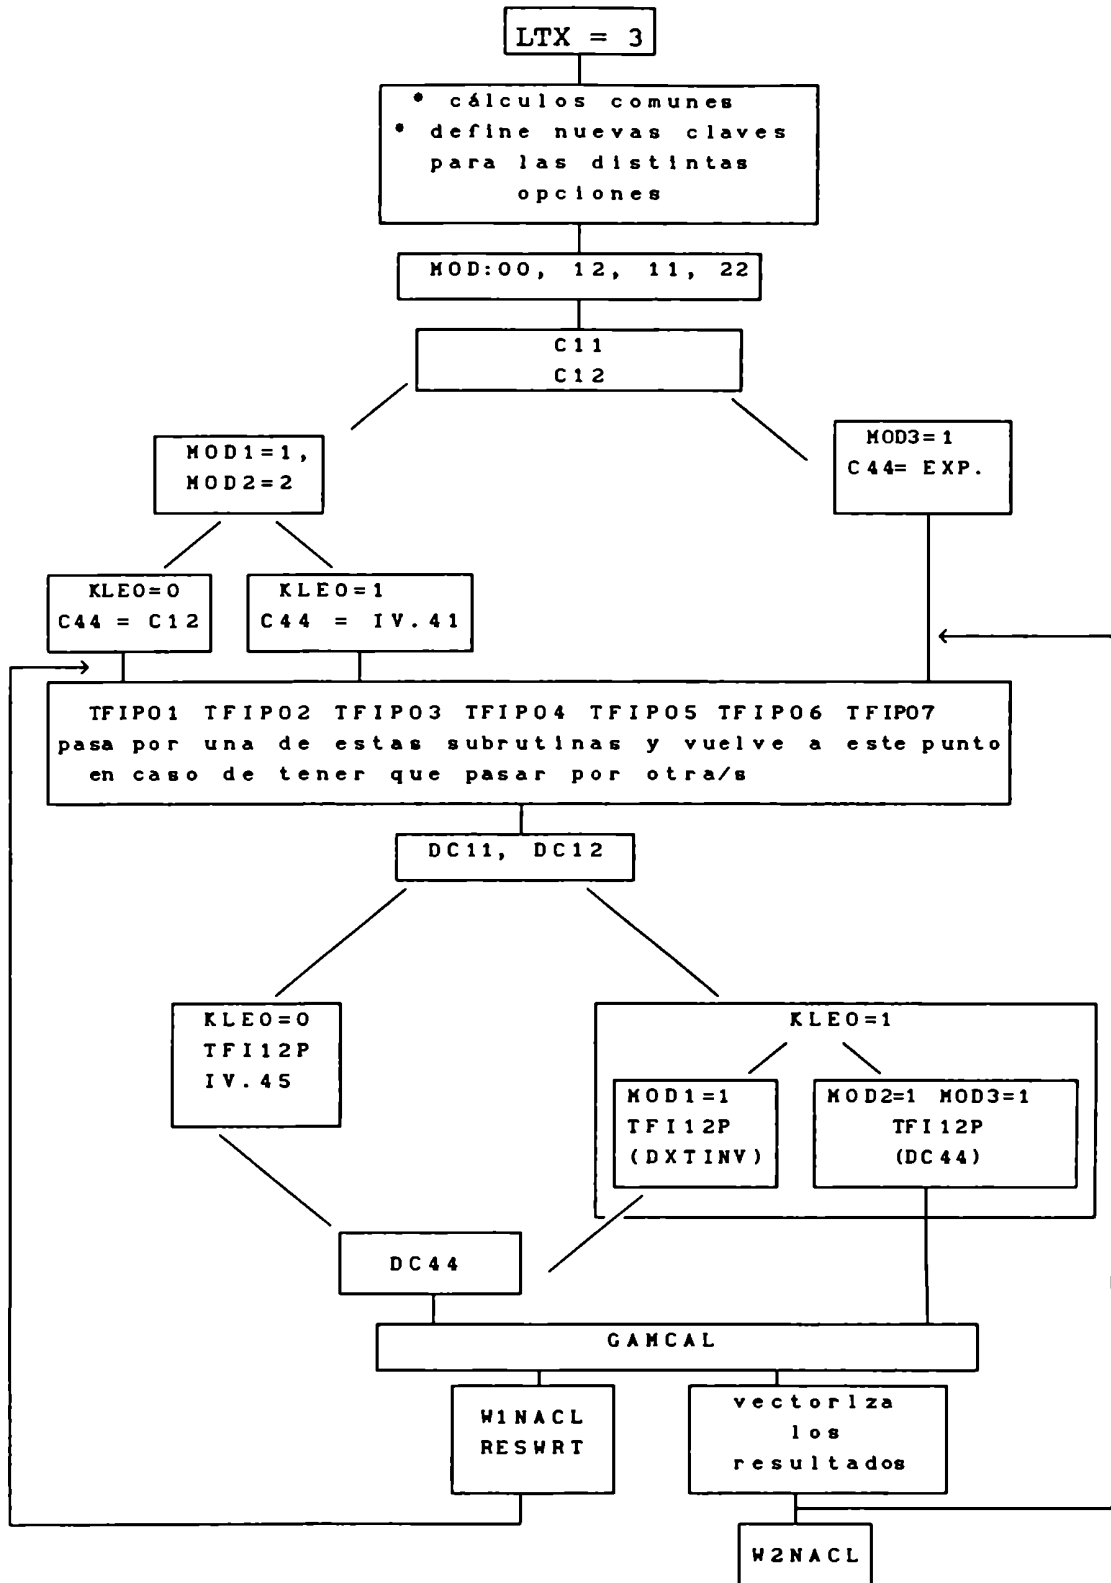 LTX = 3
• cálculos comunes
• define nuevas claves
para las distintas
opciones
MOD:00, 12, 11, 22
C11
C12
MOD1=1,
MOD2=2
MOD3=1
C44= EXP.
KLEO=0
C44 = C12
KLEO=1
C44 = IV.41
TFIPO1 TFIPO2 TFIPO3 TFIPO4 TFIPO5 TFIPO6 TFIPO7
pasa por una de estas subrutinas y vuelve a este punto
en caso de tener que pasar por otra/s
DC11, DC12
KLEO=0
TFI12P
IV.45
KLEO=1
MOD1=1
TFI12P
(DXTINV)
MOD2=1 MOD3=1
TFI12P
(DC44)
DC44
GAMCAL
W1NACL
RESWRT
vectoriza
los
resultados
W2NACL